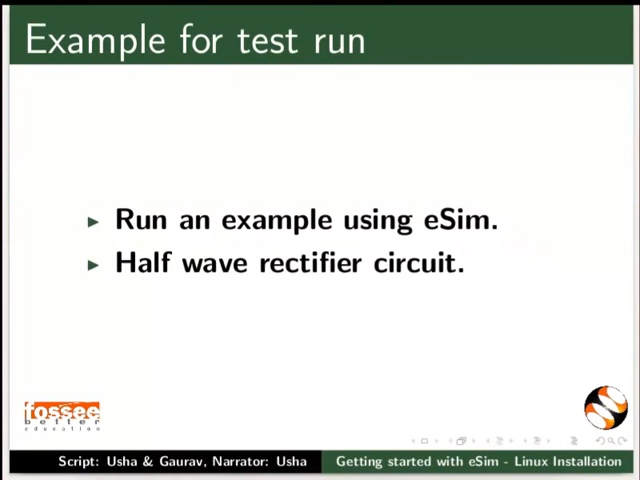 Example for test run
Run an example using eSim.
Half wave rectifier circuit.
fossee
better
education
Script: Usha & Gaurav, Narrator: Usha
Getting started with eSim - Linux Installation